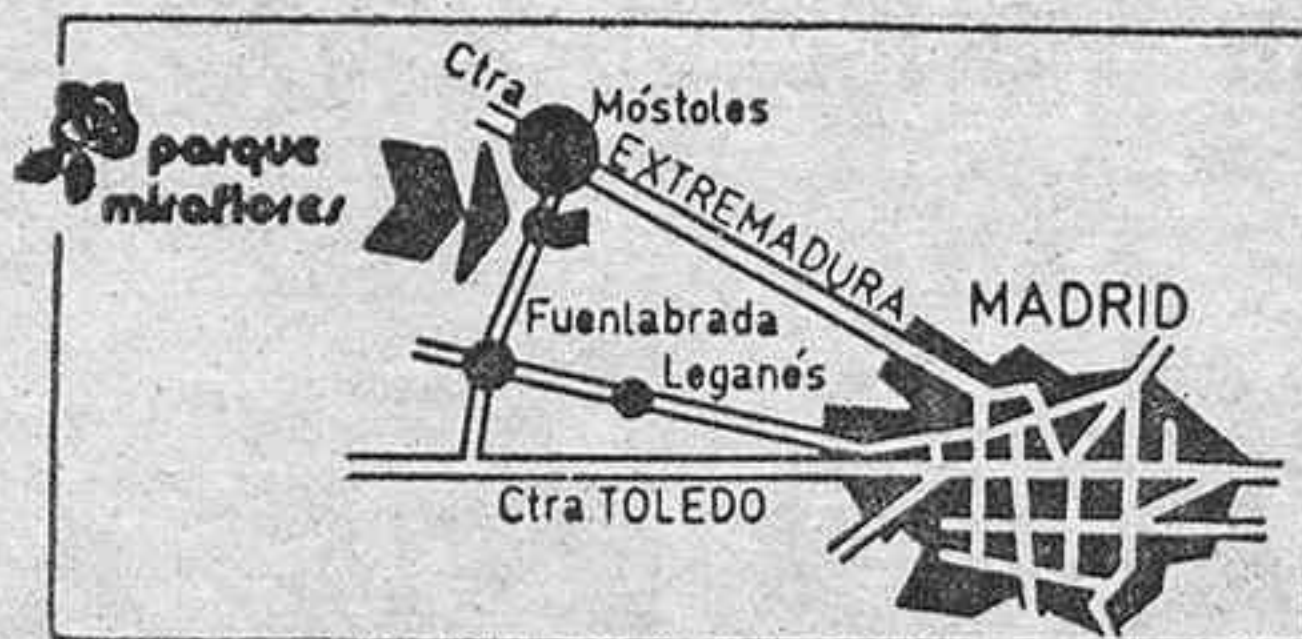 Ctra
Móstoles
parque
miraflores
EXTREMADURA
MADRID
Fuenlabrada
Leganés
Ctra TOLEDO